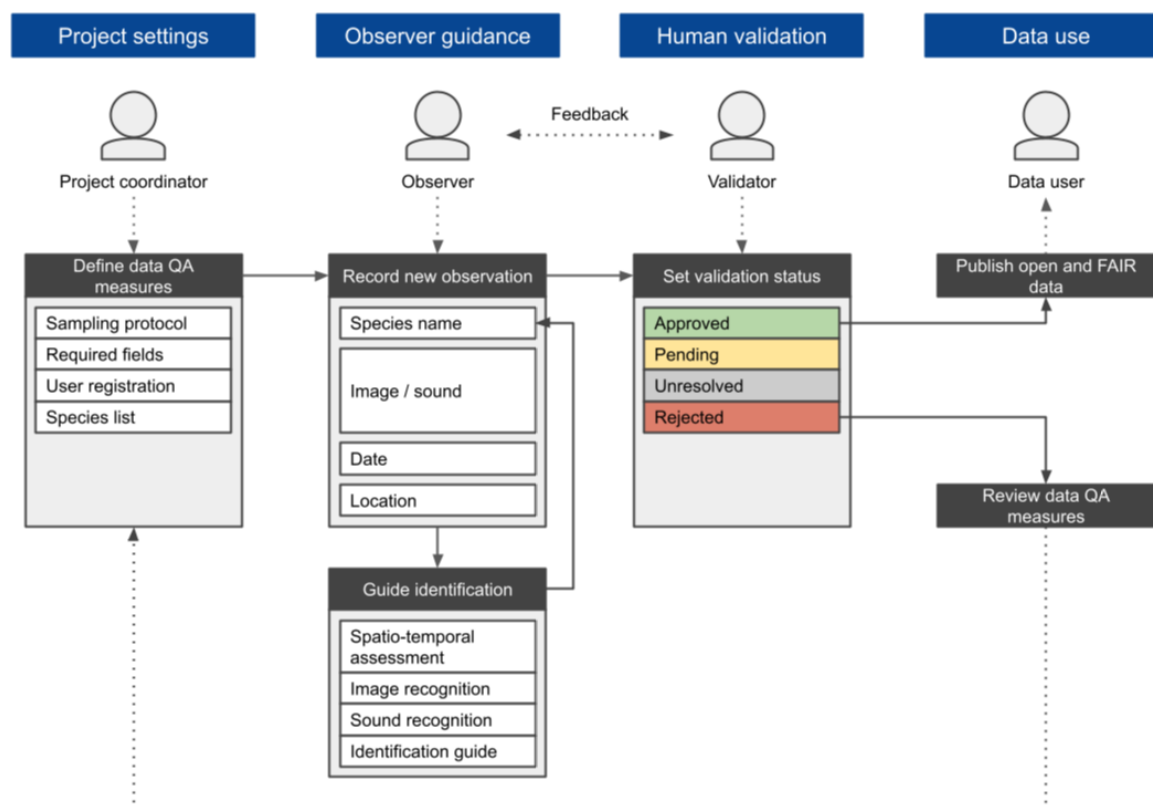 Project settings
Observer guidance
Human validation
Data use
Feedback
Project coordinator
Observer
Validator
Data user
Define data QA
measures
Sampling protocol
Required fields
User registration
Species list
Record new observation
Species name
Image / sound
Date
Location
Guide identification
Spatio-temporal
assessment
Image recognition
Sound recognition
Identification guide
Set validation status
Approved
Pending
Unresolved
Rejected
Publish open and FAIR
data
Review data QA
measures